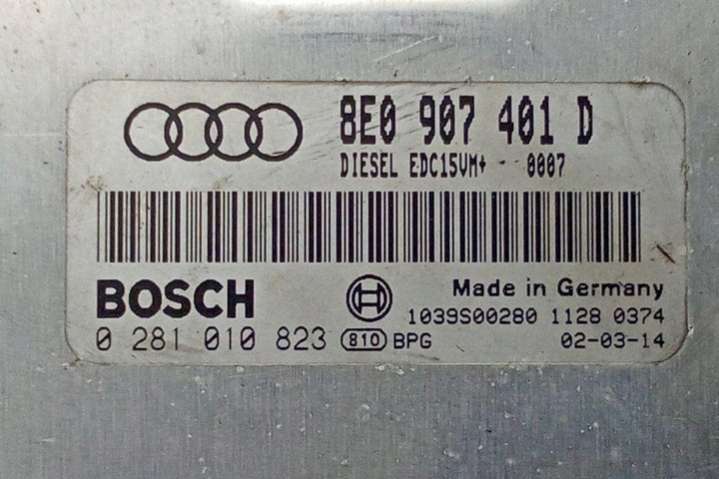 8E0 907 401 D
DIESEL EDC15VM+ - 0007
BOSCH
Made in Germany
1039S00280 1128 0374
0 281 010 823 810 BPG 02-03-14